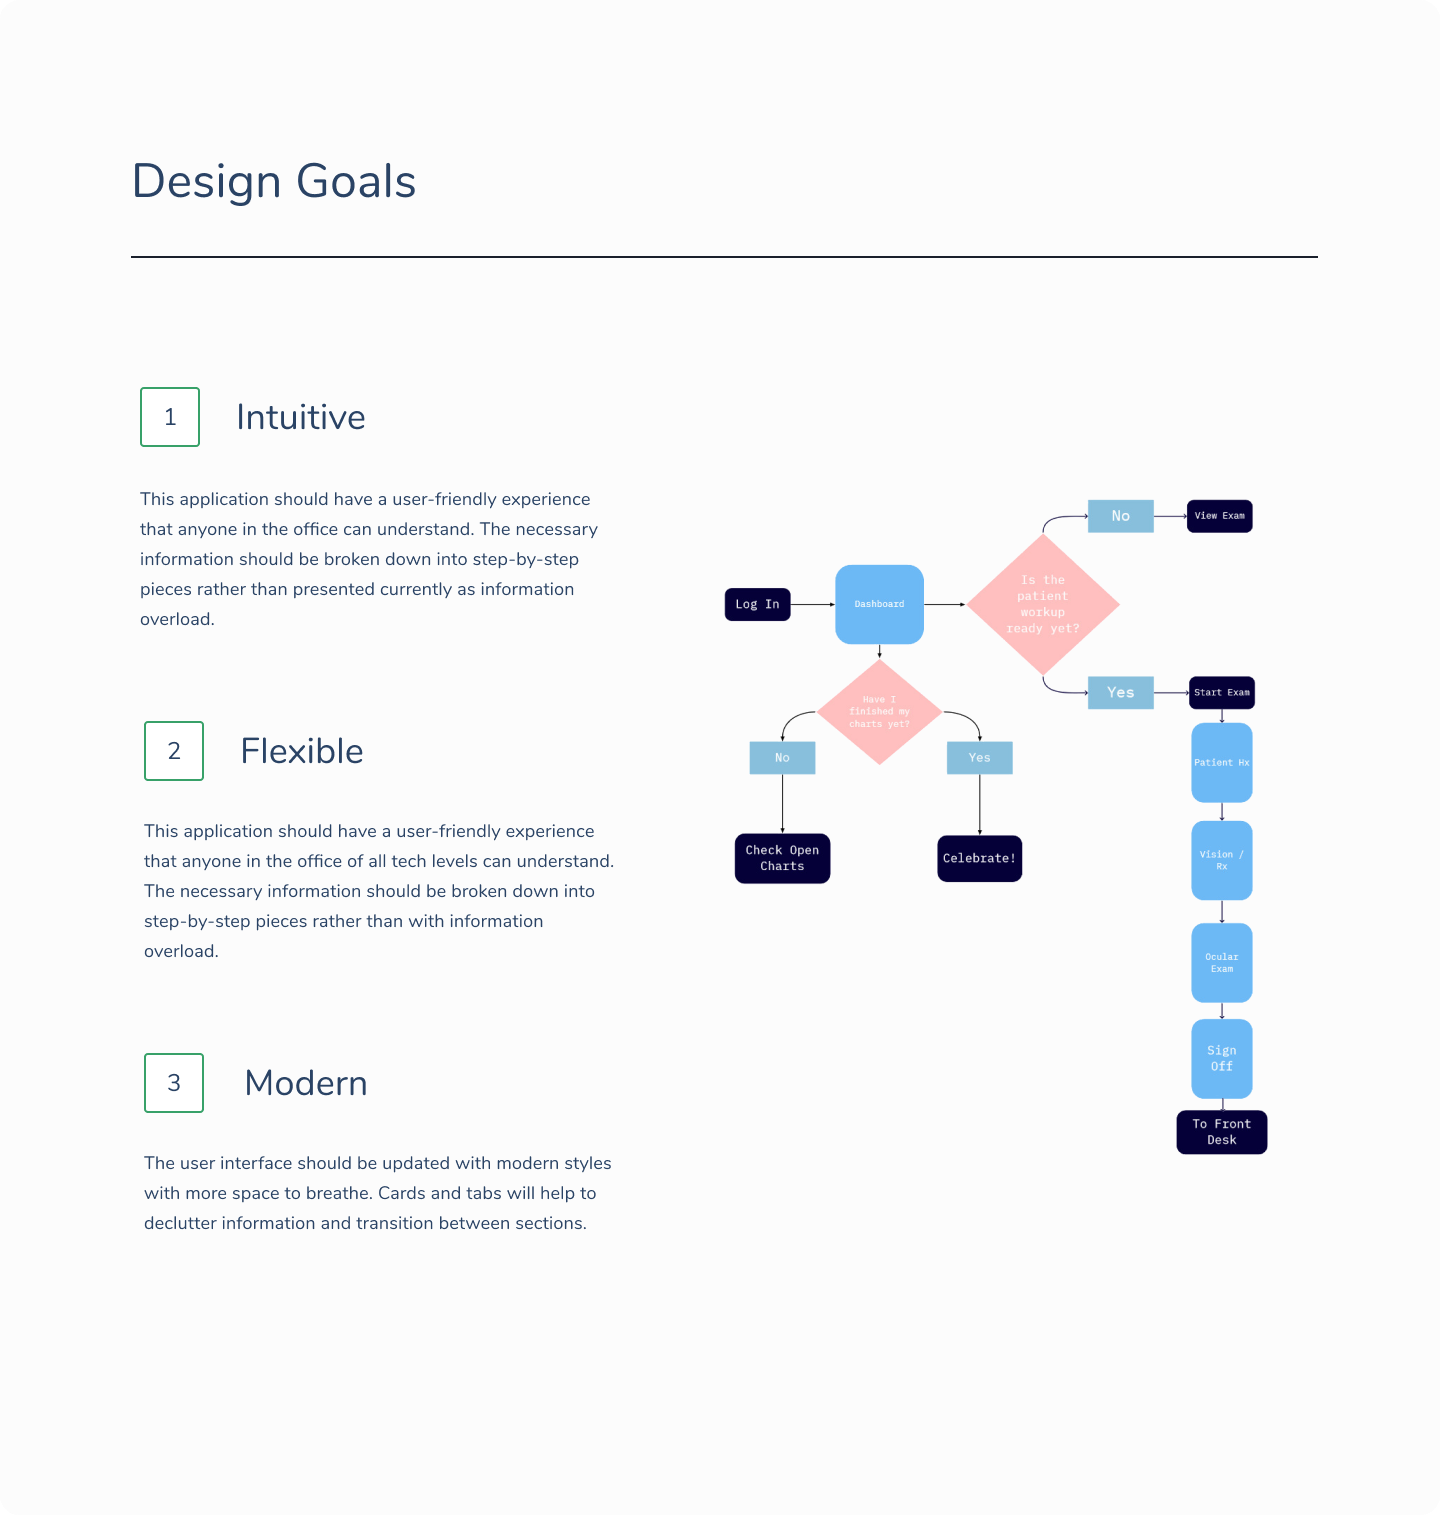 Design Goals
1
Intuitive
This application should have a user-friendly experience
that anyone in the office can understand. The necessary
information should be broken down into step-by-step
pieces rather than presented currently as information
overload.
2
Flexible
This application should have a user-friendly experience
that anyone in the office of all tech levels can understand.
The necessary information should be broken down into
step-by-step pieces rather than with information
overload.
3
Modern
The user interface should be updated with modern styles
with more space to breathe. Cards and tabs will help to
declutter information and transition between sections.
Log In
Dashboard
Is the
patient
workup
ready yet?
No
View Exam
Yes
Start Exam
Have I
finished my
charts yet?
No
Yes
Check Open
Charts
Celebrate!
Patient Hx
Vision /
Rx
Ocular
Exam
Sign
Off
To Front
Desk